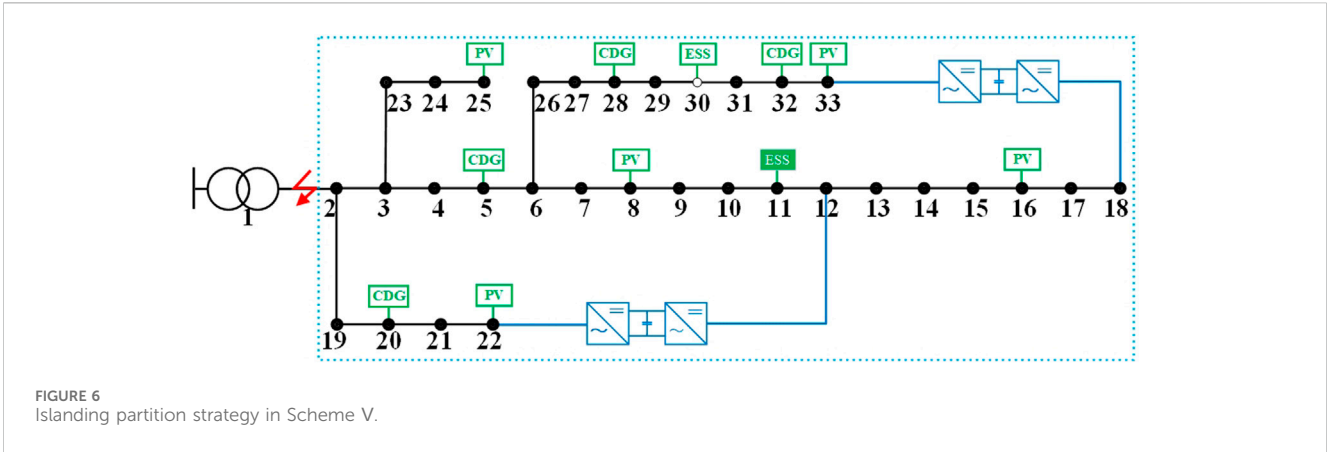 PV CDG ESS CDG PV
23 24 25 26 27 28 29 30 31 32 33
CDG PV ESS PV
1 2 3 4 5 6 7 8 9 10 11 12 13 14 15 16 17 18
CDG PV
19 20 21 22
FIGURE 6
Islanding partition strategy in Scheme V.